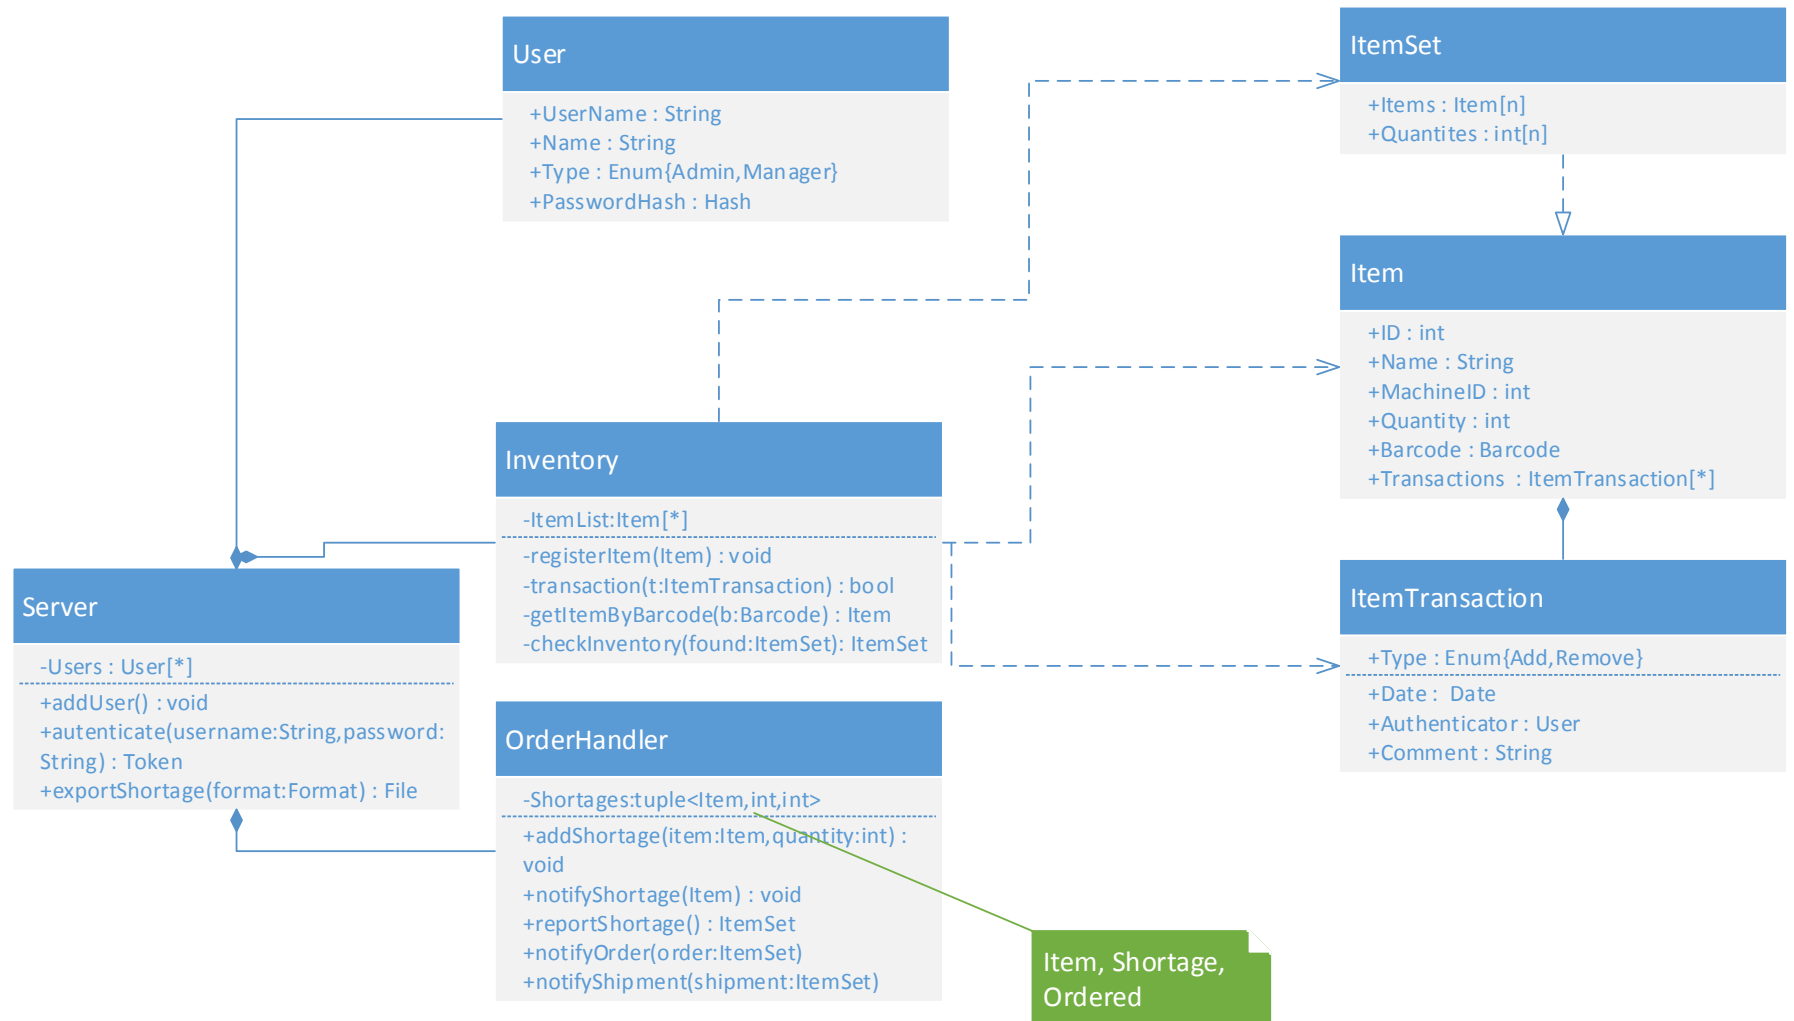 User
+UserName : String
+Name : String
+Type : Enum{Admin,Manager}
+PasswordHash : Hash
ItemSet
+Items : Item[n]
+Quantites : int[n]
Item
+ID : int
+Name : String
+MachineID : int
+Quantity : int
+Barcode : Barcode
+Transactions : ItemTransaction[*]
Inventory
-ItemList:Item[*]
-registerItem(Item) : void
-transaction(t:ItemTransaction) : bool
-getItemByBarcode(b:Barcode) : Item
-checkInventory(found:ItemSet): ItemSet
Server
-Users : User[*]
+addUser() : void
+autenticate(username:String,password:
String) : Token
+exportShortage(format:Format) : File
ItemTransaction
+Type : Enum{Add,Remove}
+Date : Date
+Authenticator : User
+Comment : String
OrderHandler
-Shortages:tuple<Item,int,int>
+addShortage(item:Item,quantity:int) :
void
+notifyShortage(Item) : void
+reportShortage() : ItemSet
+notifyOrder(order:ItemSet)
+notifyShipment(shipment:ItemSet)
Item, Shortage,
Ordered